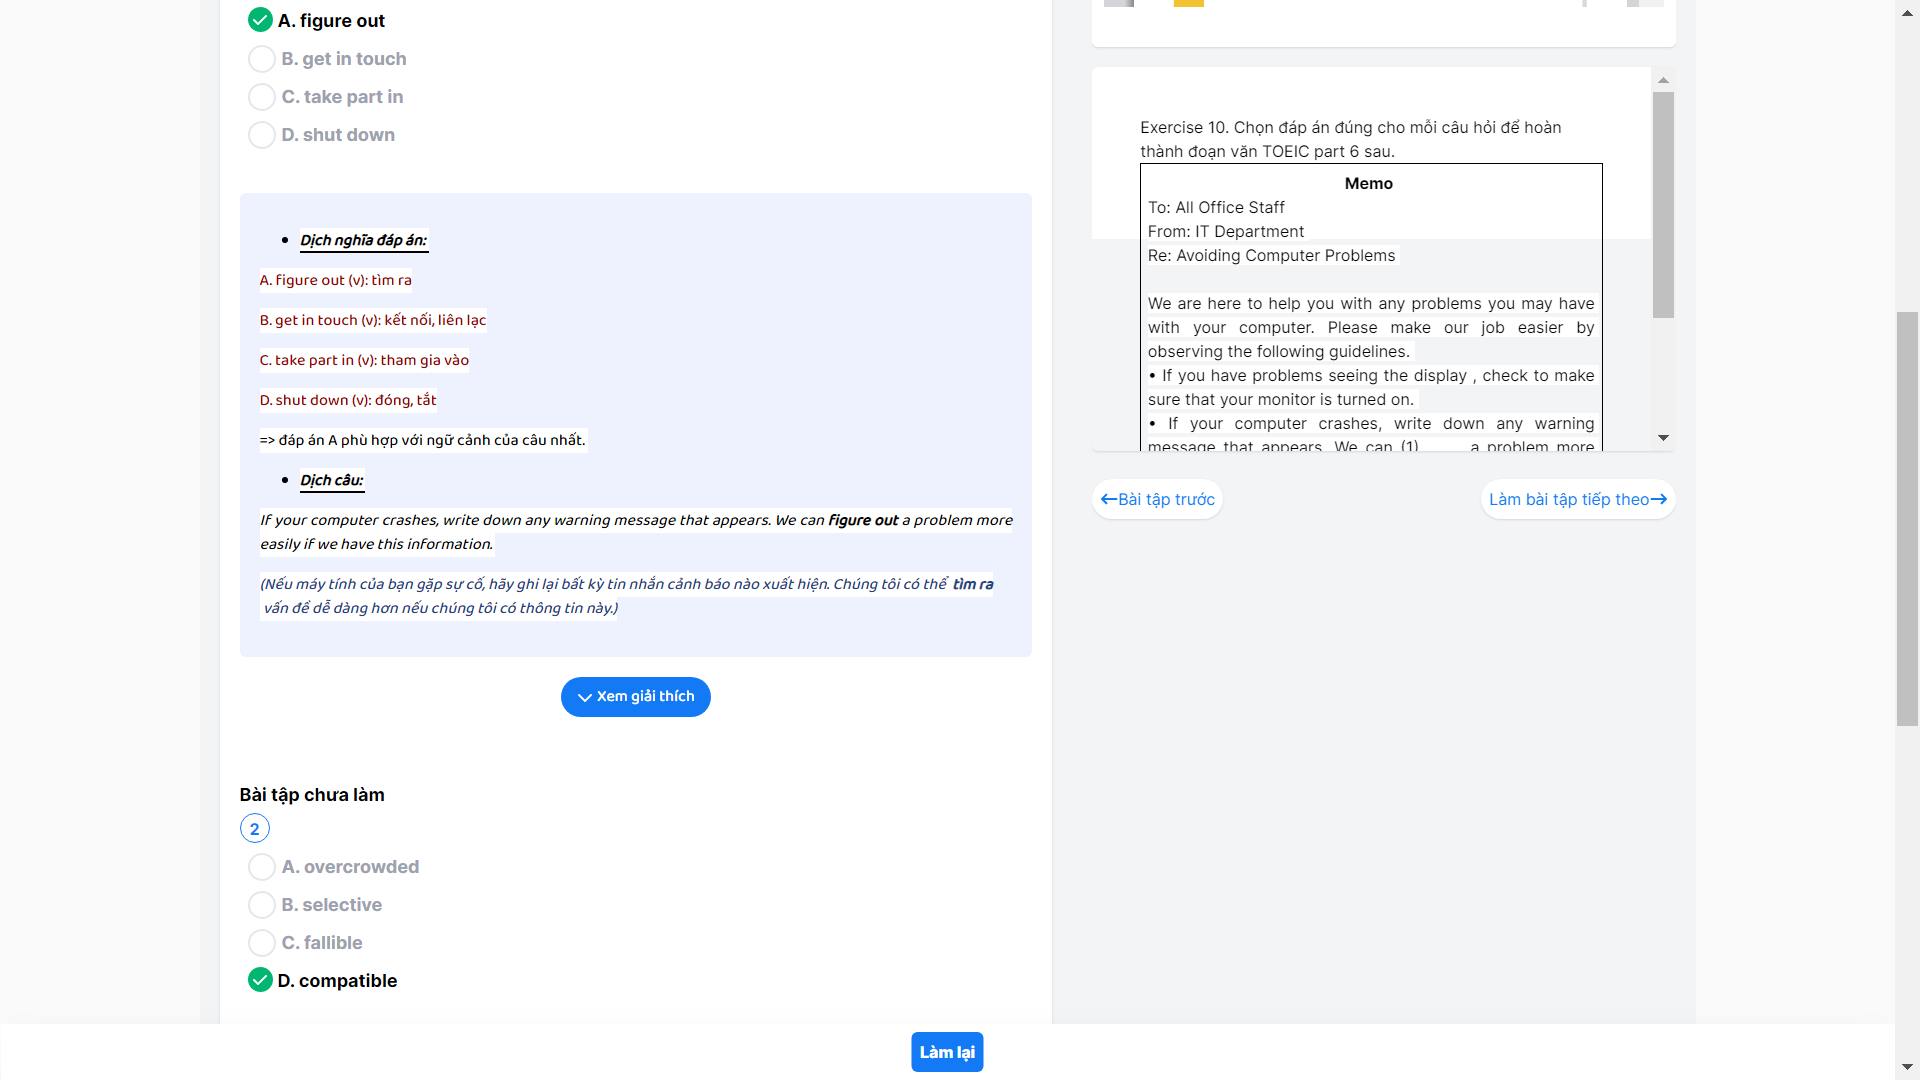 A. figure out
B. get in touch
C. take part in
D. shut down
• Dịch nghĩa đáp án:
A. figure out (v): tìm ra
B. get in touch (v): kết nối, liên lạc
C. take part in (v): tham gia vào
D. shut down (v): đóng, tắt
=> đáp án A phù hợp với ngữ cảnh của câu nhất.
• Dịch câu:
If your computer crashes, write down any warning message that appears. We can figure out a problem more
easily if we have this information.
(Nếu máy tính của bạn gặp sự cố, hãy ghi lại bất kỳ tin nhắn cảnh báo nào xuất hiện. Chúng tôi có thể tìm ra
vấn đề dễ dàng hơn nếu chúng tôi có thông tin này.)
Xem giải thích
Bài tập chưa làm
2
A. overcrowded
B. selective
C. fallible
D. compatible
Exercise 10. Chọn đáp án đúng cho mỗi câu hỏi để hoàn
thành đoạn văn TOEIC part 6 sau.
Memo
To: All Office Staff
From: IT Department
Re: Avoiding Computer Problems
We are here to help you with any problems you may have
with your computer. Please make our job easier by
observing the following guidelines.
• If you have problems seeing the display , check to make
sure that your monitor is turned on.
• If your computer crashes, write down any warning
message that appears. We can (1)____ a problem more
←Bài tập trước
Làm bài tập tiếp theo→
Làm lại